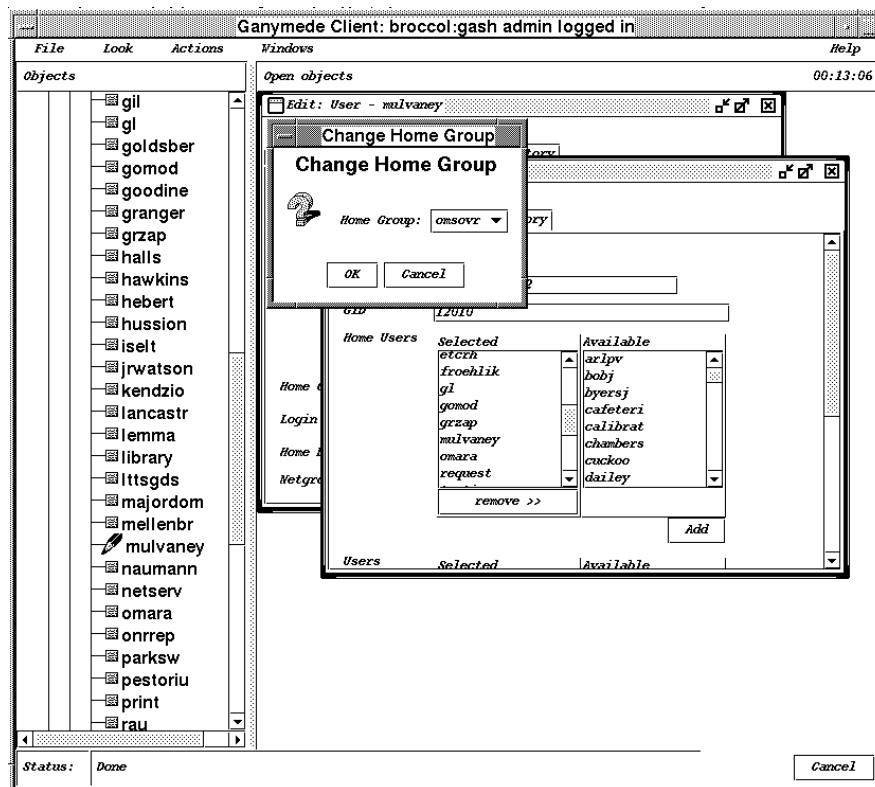 Ganymede Client: broccol:gash admin logged in
File Look Actions Windows Help
Objects
gil
gl
goldsber
gomod
goodine
granger
grzap
halls
hawkins
hebert
hussion
iselt
jrwatson
kendzio
lancastr
lemma
library
lttsgds
majordom
mellenbr
mulvaney
naumann
netserv
omara
onrrep
parksw
pestoriu
print
rau
Open objects 00:13:06
Edit: User - mulvaney
Change Home Group
Change Home Group
Home Group: omsovr
OK Cancel
GID 12010
Home Users
Selected
etcrh
froehlik
gl
gomod
grzap
mulvaney
omara
request
remove >>
Available
arlpv
bobj
byersj
cafeteri
calibrat
chambers
cuckoo
dailey
Add
Users Selected Available
Home
Login
Home
Status: Done
Cancel